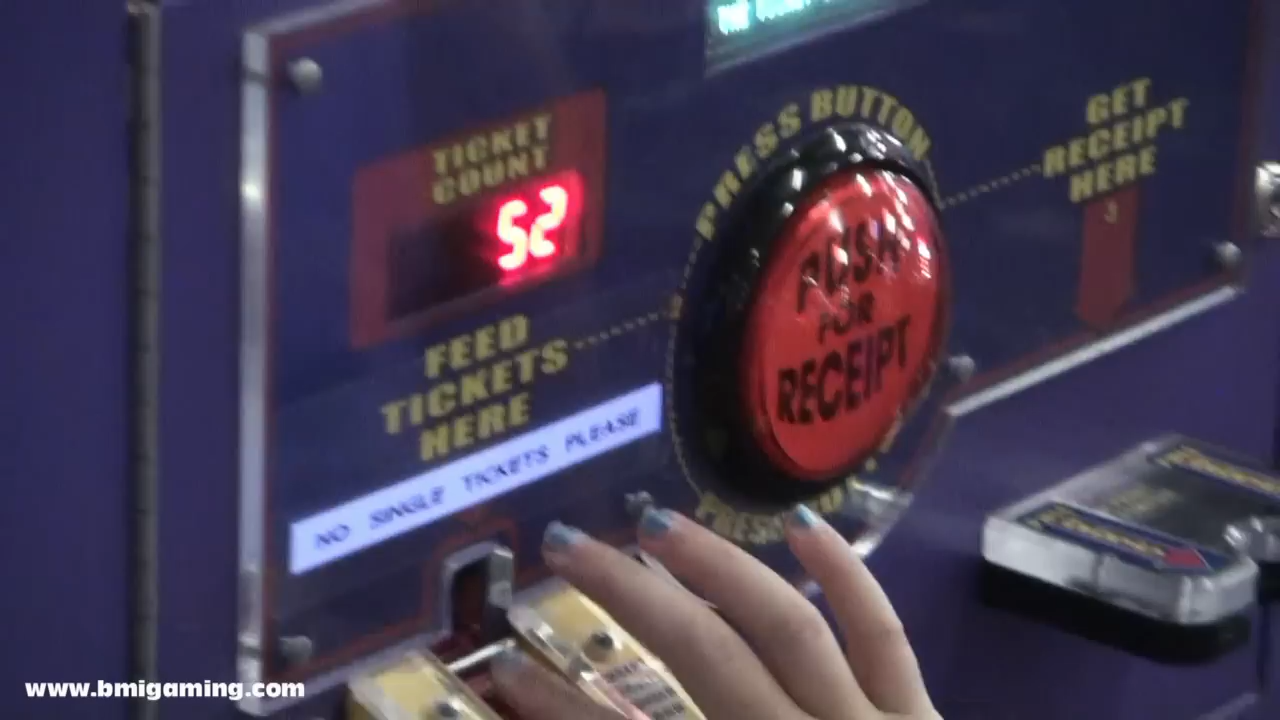 TICKET
COUNT
52
FEED
TICKETS
HERE
NO SINGLE TICKETS PLEASE
PRESS BUTTON
PUSH
FOR
RECEIPT
PRESS
GET
RECEIPT
HERE
www.bmigaming.com